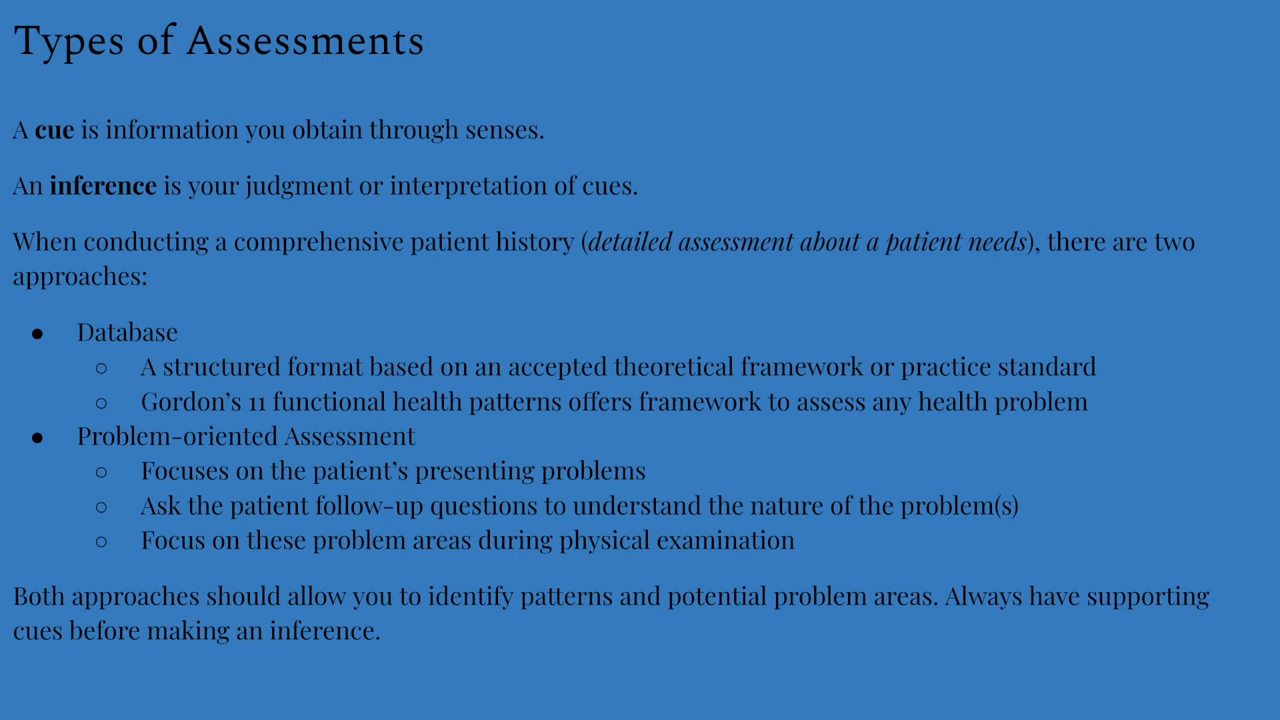 Types of Assessments
A cue is information you obtain through senses.
An inference is your judgment or interpretation of cues.
When conducting a comprehensive patient history (detailed assessment about a patient needs), there are two
approaches:
● Database
○ A structured format based on an accepted theoretical framework or practice standard
○ Gordon’s 11 functional health patterns offers framework to assess any health problem
● Problem-oriented Assessment
○ Focuses on the patient’s presenting problems
○ Ask the patient follow-up questions to understand the nature of the problem(s)
○ Focus on these problem areas during physical examination
Both approaches should allow you to identify patterns and potential problem areas. Always have supporting
cues before making an inference.